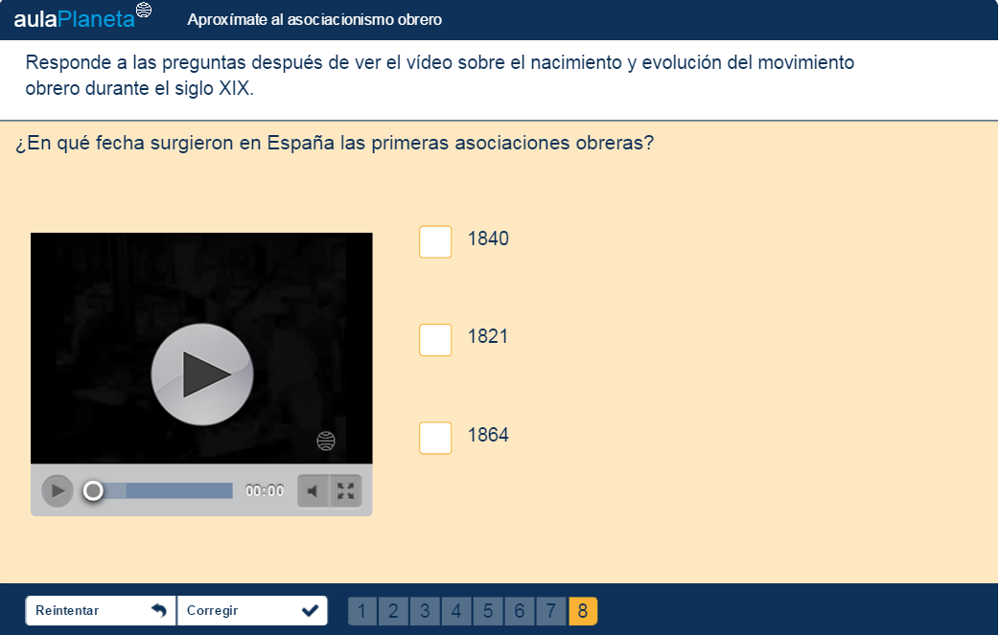 aulaPlaneta
Aproxímate al asociacionismo obrero
Responde a las preguntas después de ver el vídeo sobre el nacimiento y evolución del movimiento
obrero durante el siglo XIX.
¿En qué fecha surgieron en España las primeras asociaciones obreras?
1840
1821
1864
00:00
Reintentar
Corregir
1 2 3 4 5 6 7 8